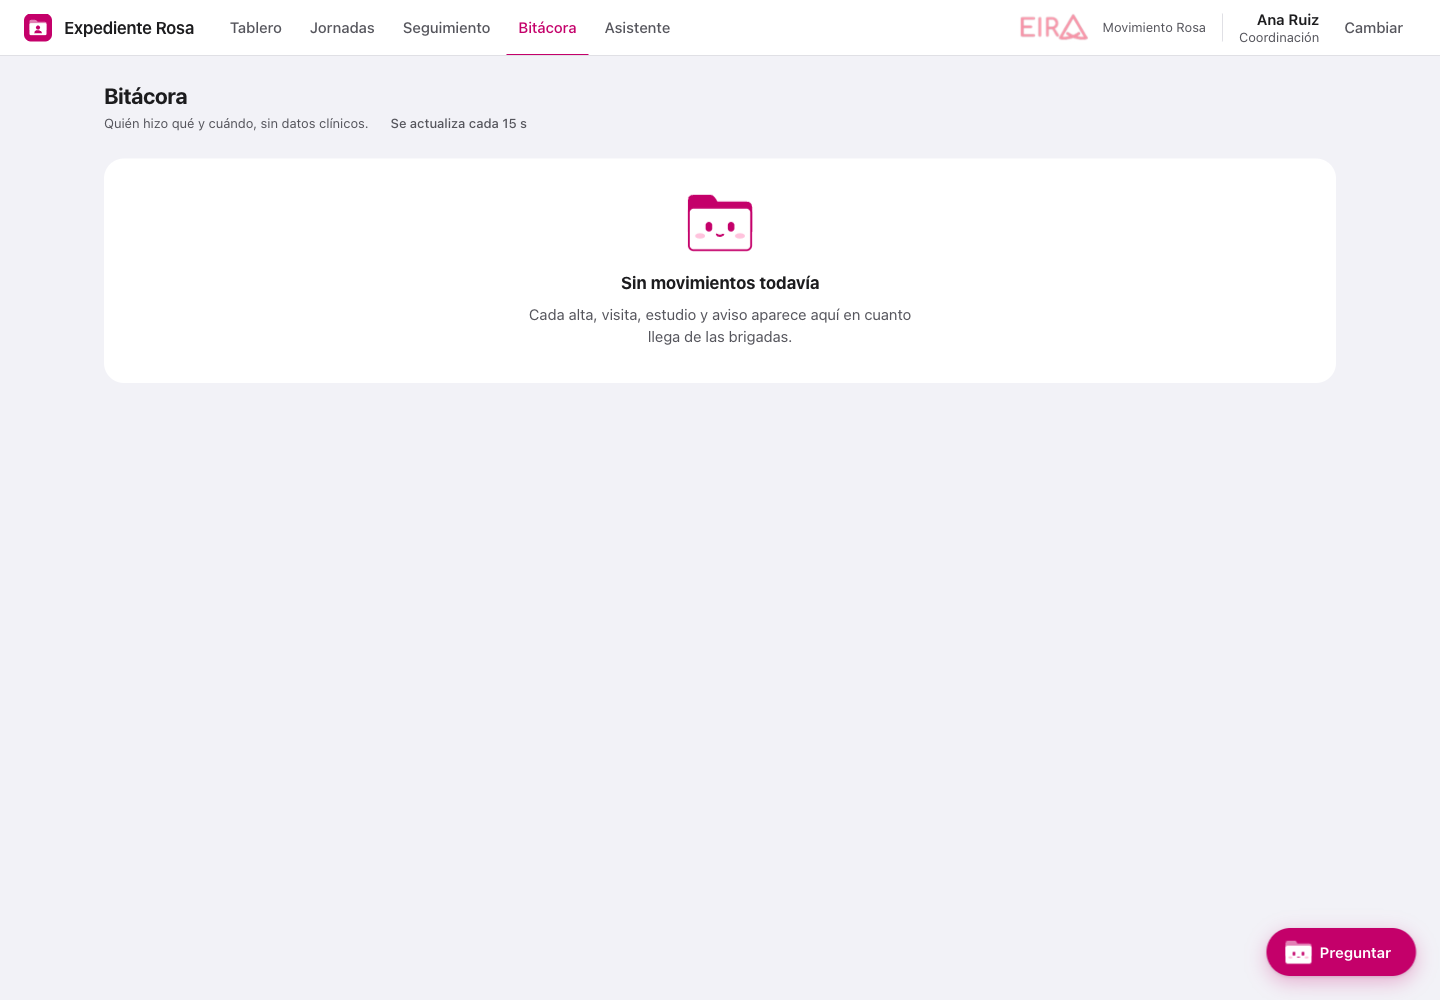 Expediente Rosa
Tablero
Jornadas
Seguimiento
Bitácora
Asistente
EIRA
Movimiento Rosa
Ana Ruiz
Coordinación
Cambiar
Bitácora
Quién hizo qué y cuándo, sin datos clínicos.
Se actualiza cada 15 s
Sin movimientos todavía
Cada alta, visita, estudio y aviso aparece aquí en cuanto
llega de las brigadas.
Preguntar